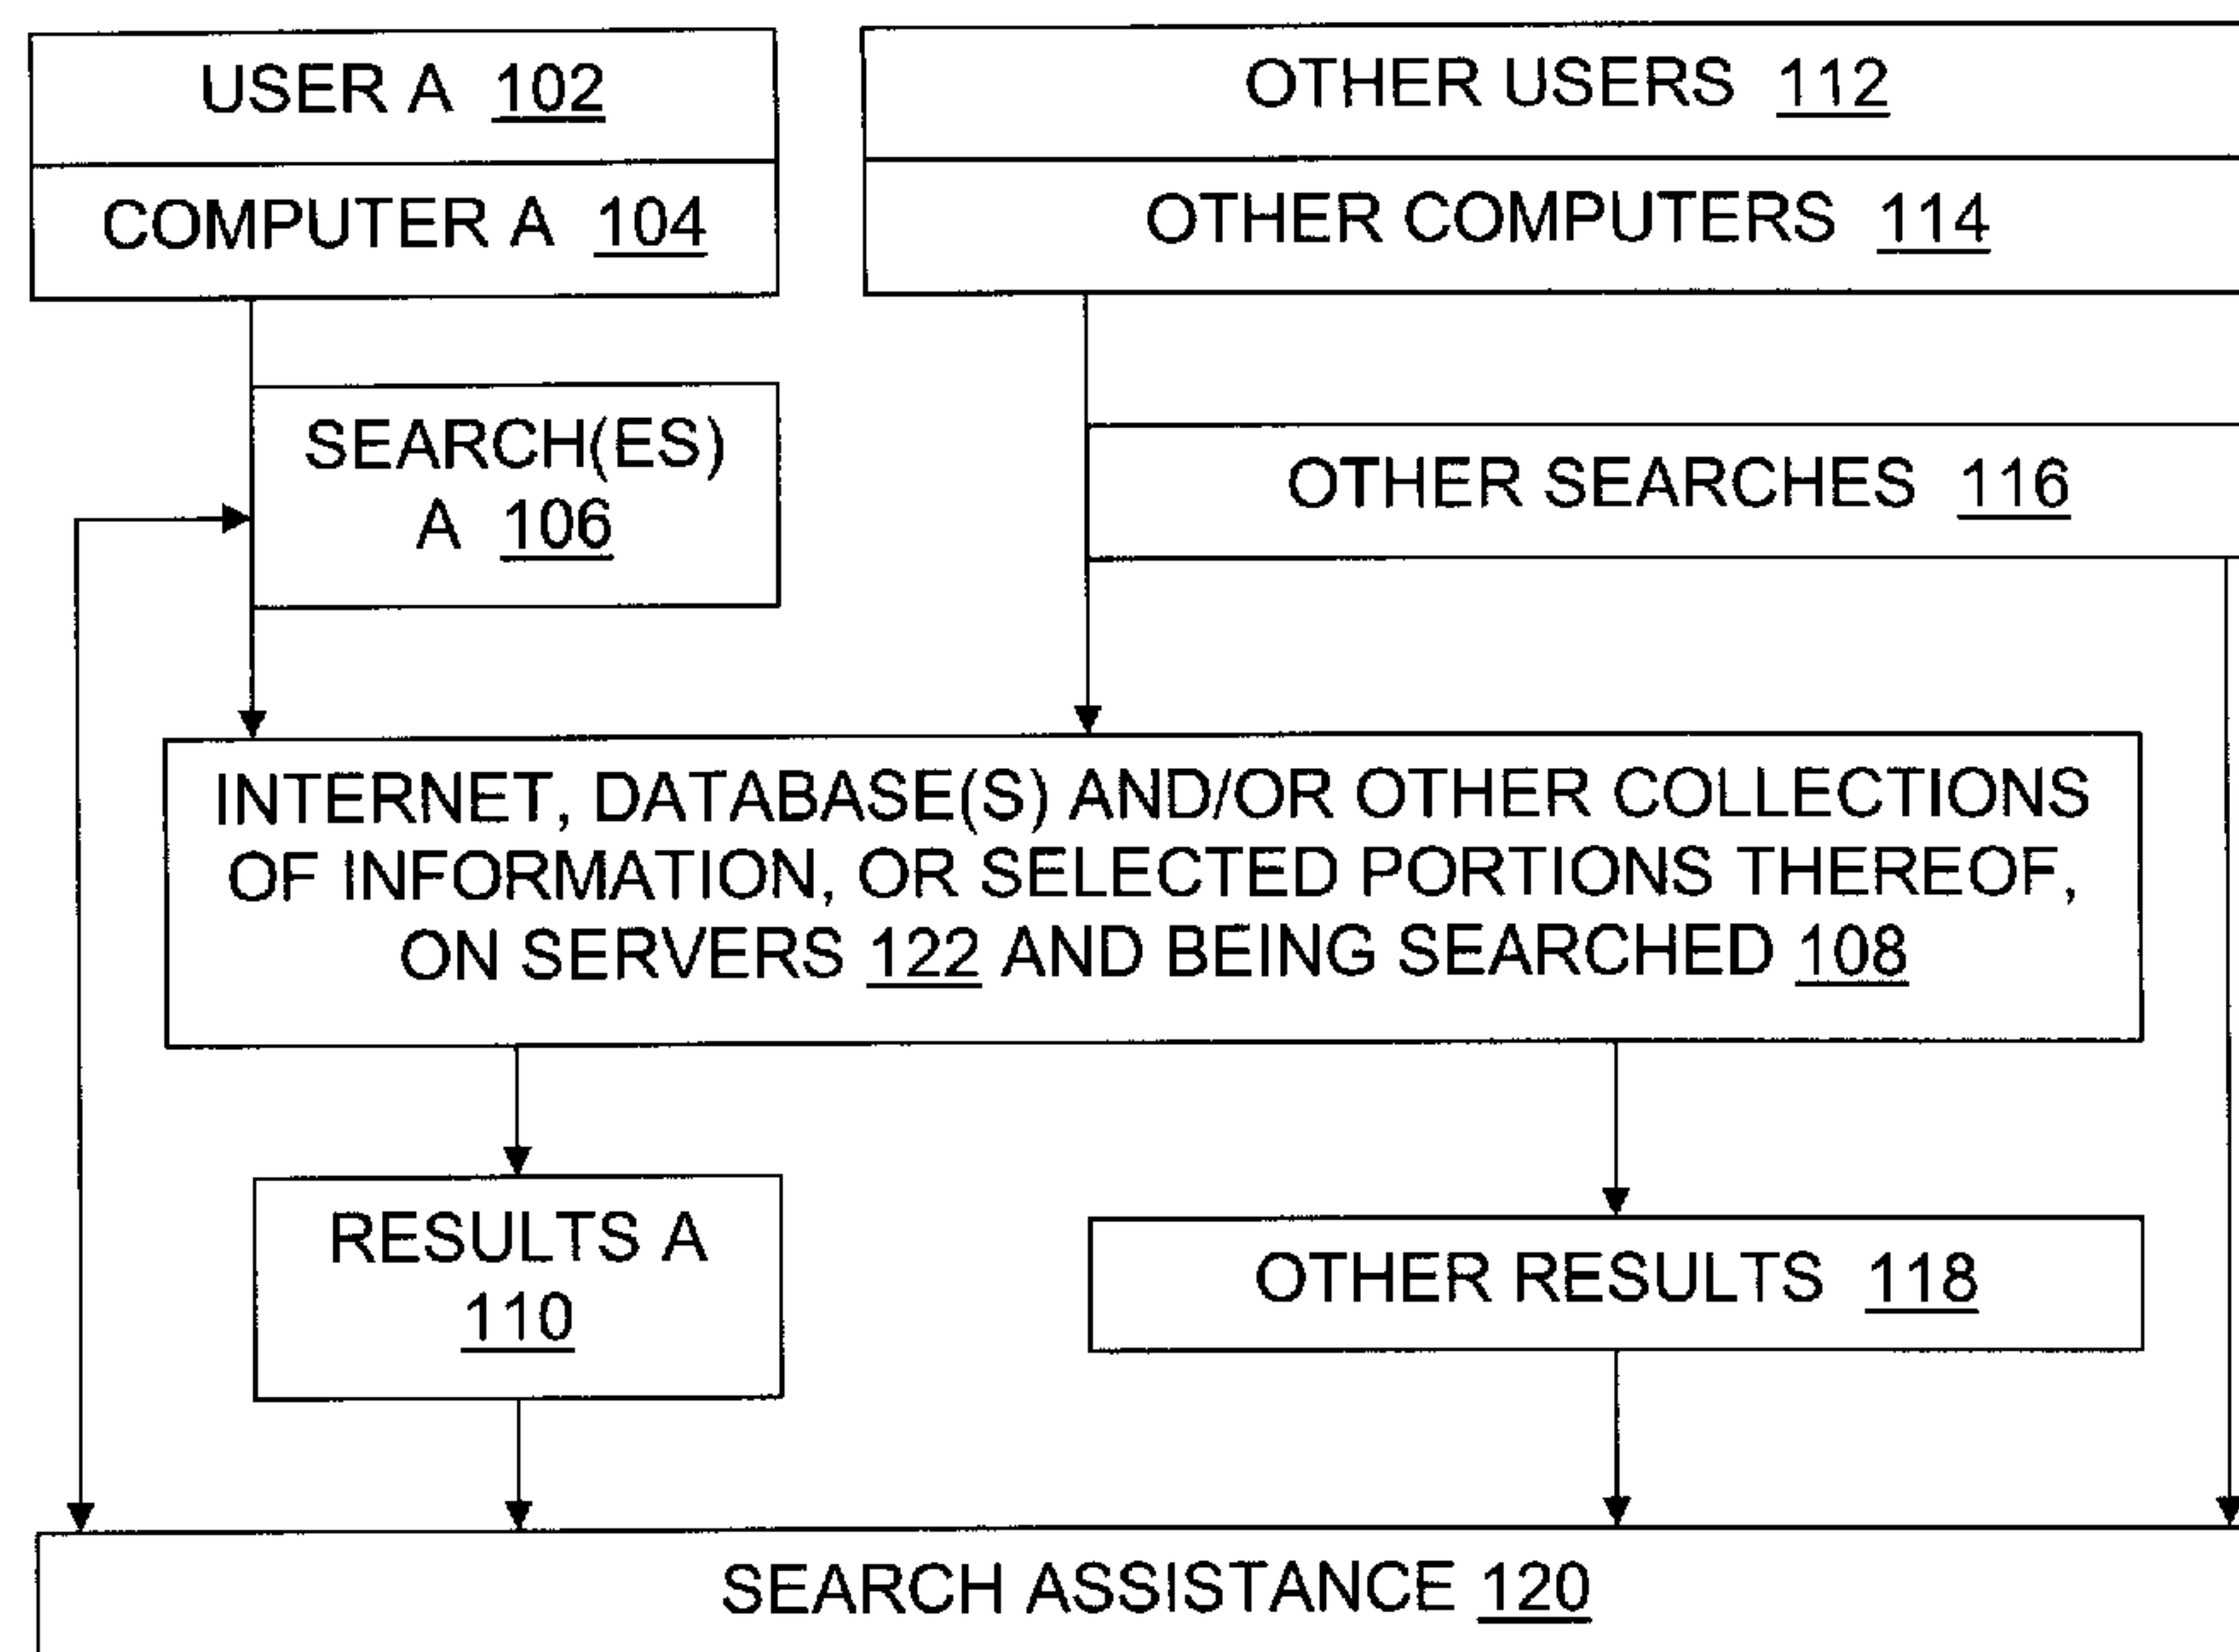 USER A 102
COMPUTER A 104
OTHER USERS 112
OTHER COMPUTERS 114
SEARCH(ES)
A 106
OTHER SEARCHES 116
INTERNET, DATABASE(S) AND/OR OTHER COLLECTIONS
OF INFORMATION, OR SELECTED PORTIONS THEREOF,
ON SERVERS 122 AND BEING SEARCHED 108
RESULTS A
110
OTHER RESULTS 118
SEARCH ASSISTANCE 120